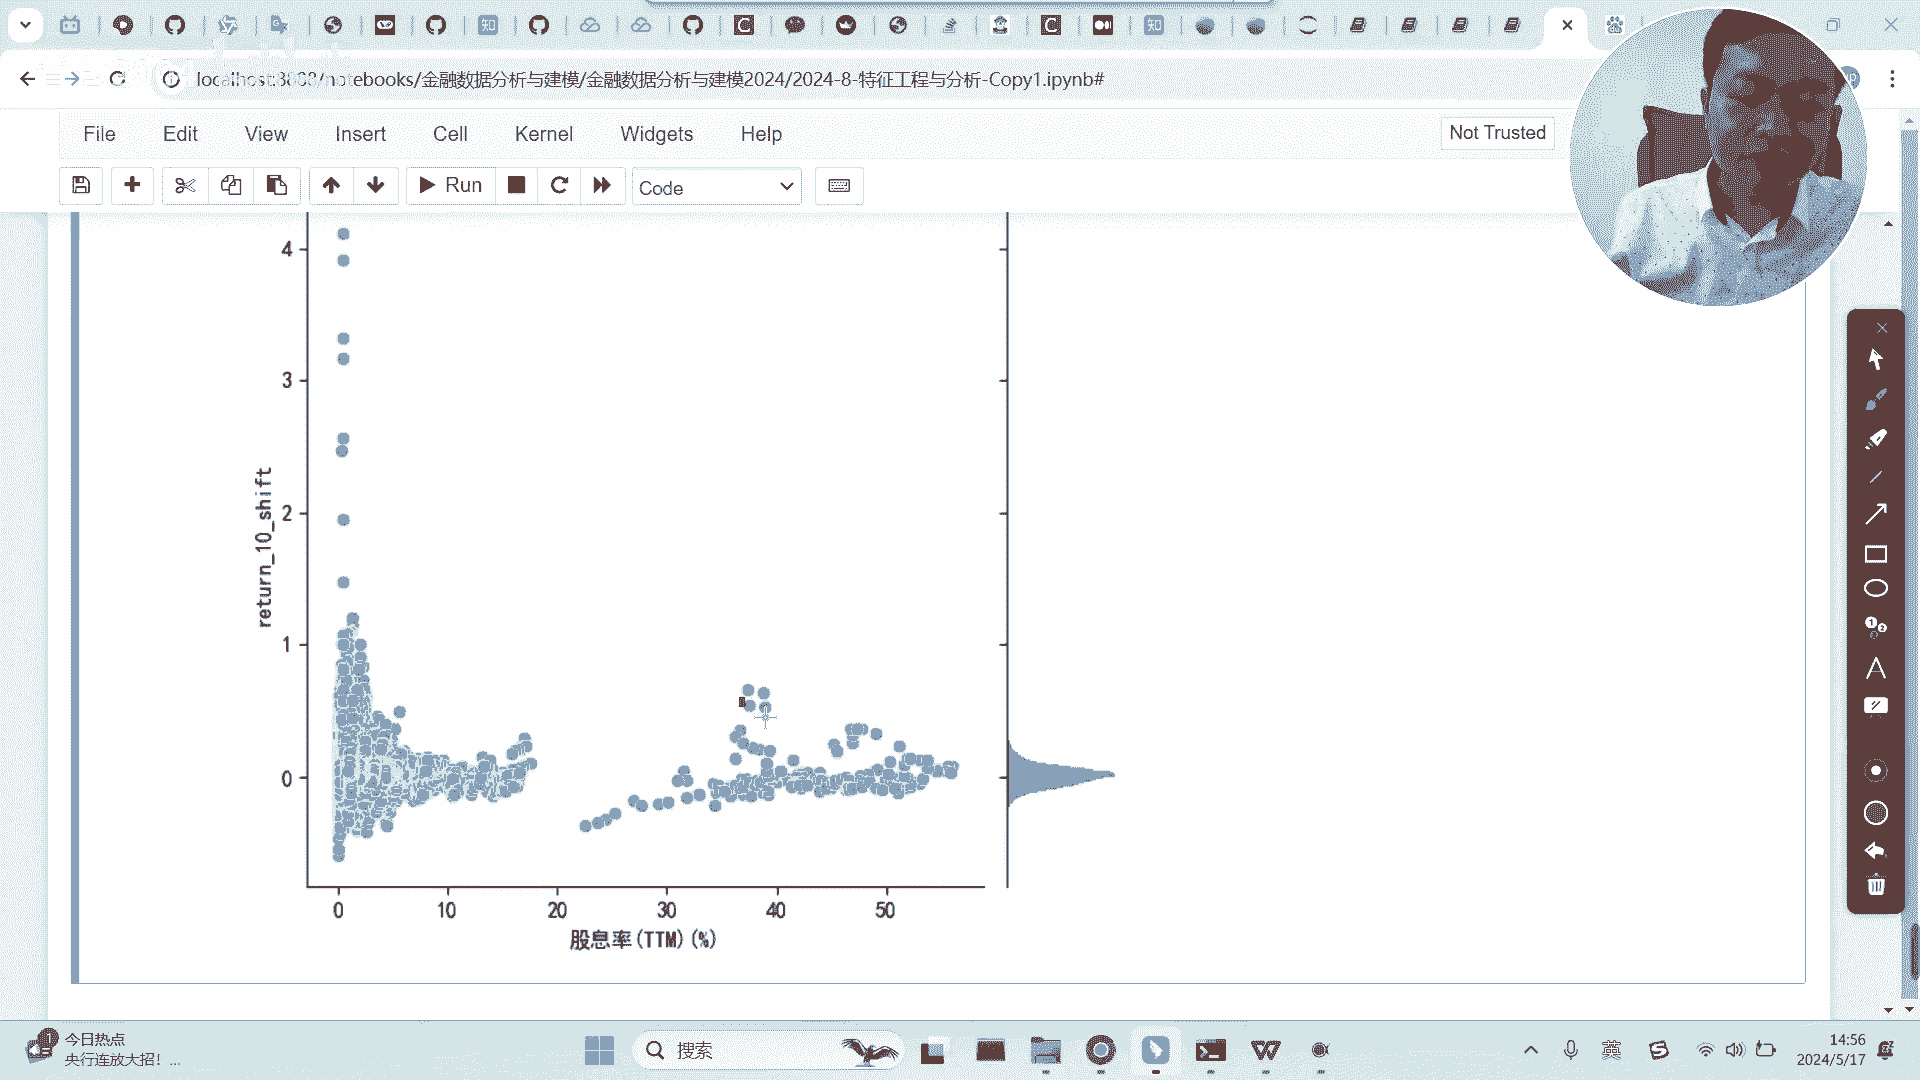 localhost:8888/notebooks/金融数据分析与建模/金融数据分析与建模2024/2024-8-特征工程与分析-Copy1.ipynb#
File Edit View Insert Cell Kernel Widgets Help
Not Trusted
Run
Code
4
3
2
1
0
return_10_shift
0 10 20 30 40 50
股息率(TTM)(%)
今日热点
央行连放大招！...
搜索
英
14:56
2024/5/17